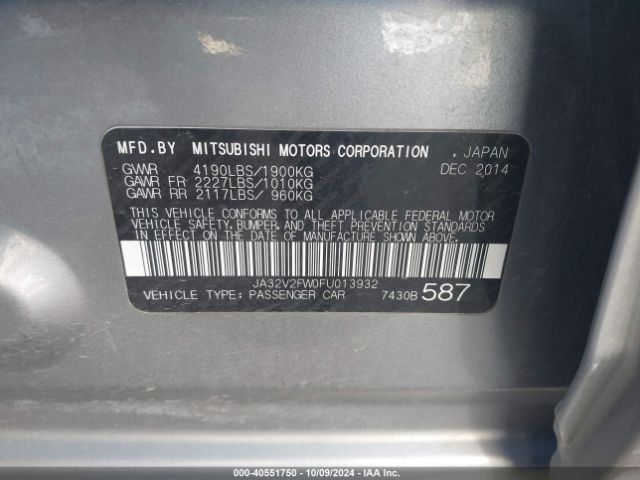 MFD.BY MITSUBISHI MOTORS CORPORATION . JAPAN
GVWR 4190LBS/1900KG DEC 2014
GAWR FR 2227LBS/1010KG
GAWR RR 2117LBS/ 960KG
THIS VEHICLE CONFORMS TO ALL APPLICABLE FEDERAL MOTOR
VEHICLE SAFETY, BUMPER, AND THEFT PREVENTION STANDARDS
IN EFFECT ON THE DATE OF MANUFACTURE SHOWN ABOVE.
JA32V2FW0FU013932
VEHICLE TYPE: PASSENGER CAR 7430B 587
000-40551750 - 10/09/2024 - IAA, Inc.